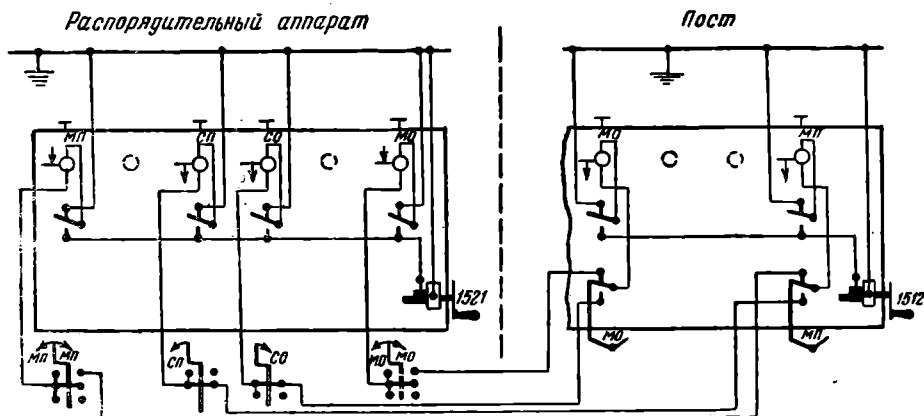 Распорядительный аппарат
Пост
МП СП СО МО
МО МП
1521
1512
МО МП
МП МП СП СО МО МО